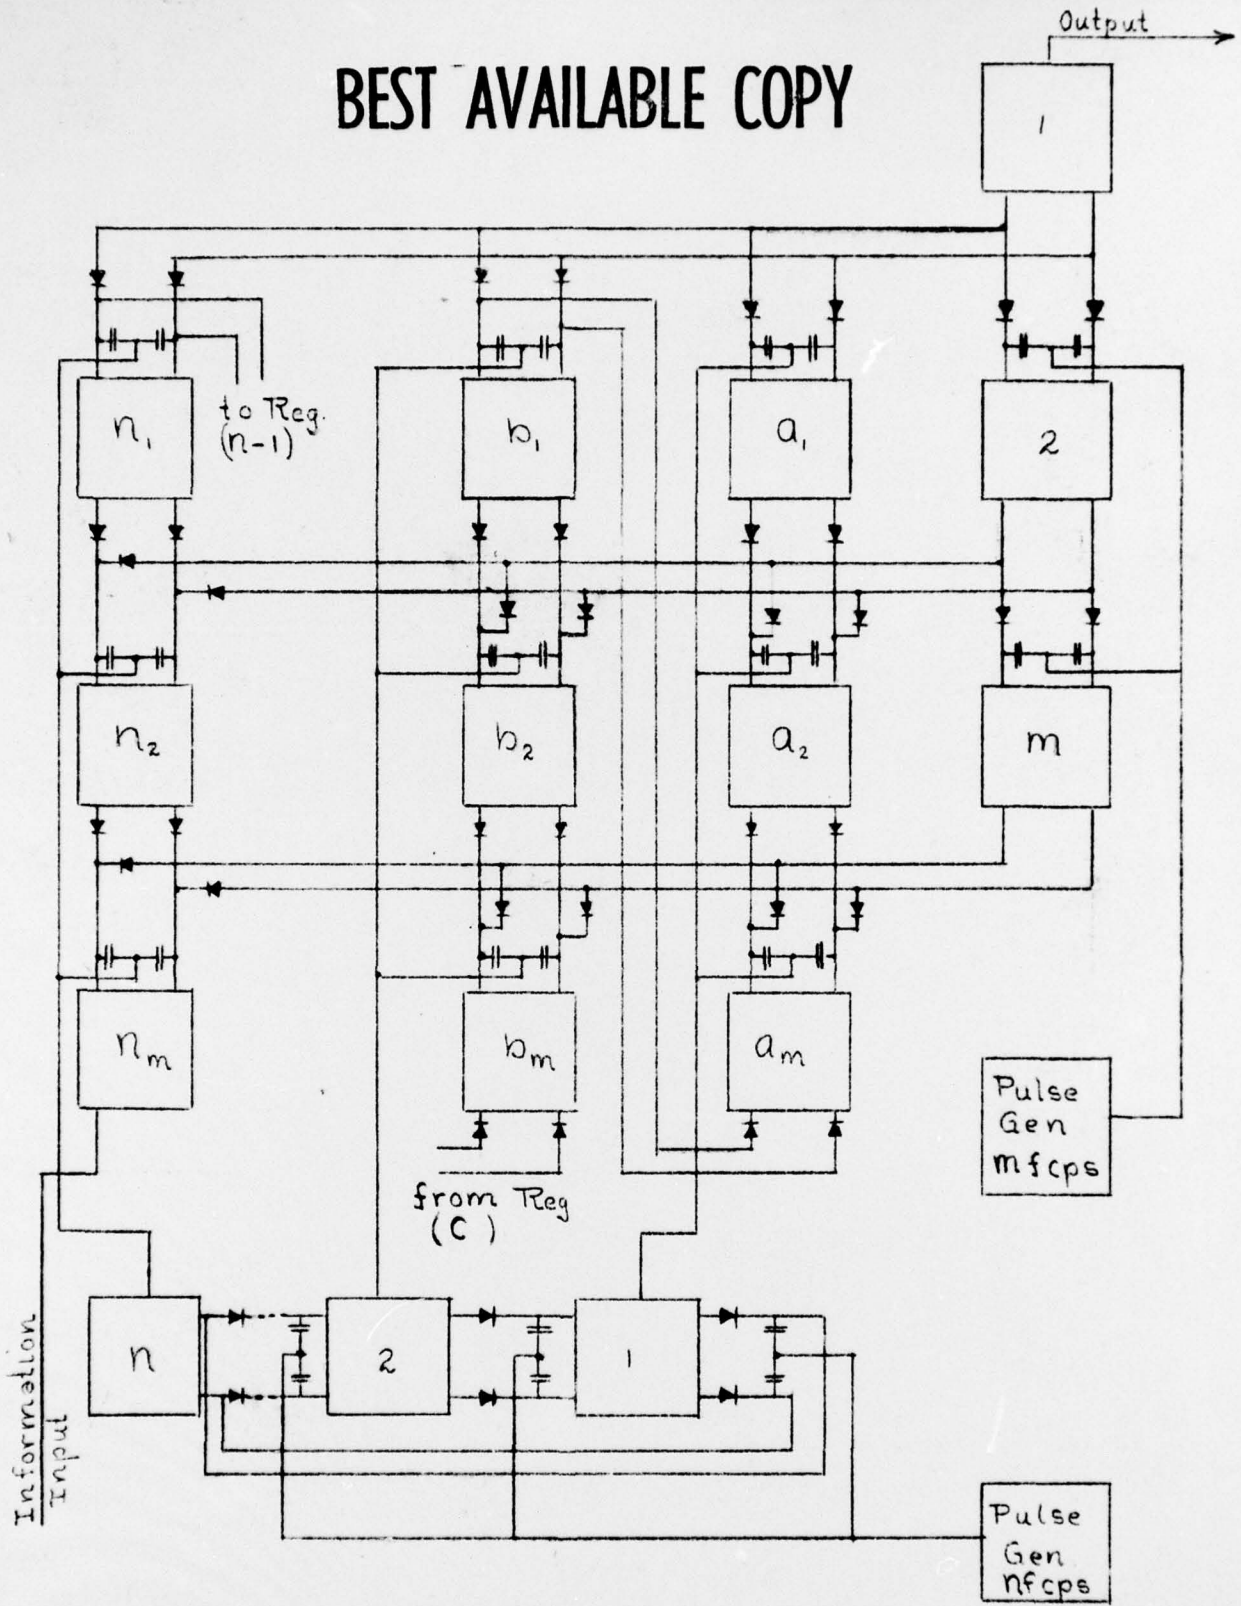 Output
BEST AVAILABLE COPY
1
to Reg.
(n-1)
n1
b1
a1
2
n2
b2
a2
m
nm
bm
am
Pulse
Gen
mfcps
from Reg
(C)
Information
Input
n
2
1
Pulse
Gen
nfcps